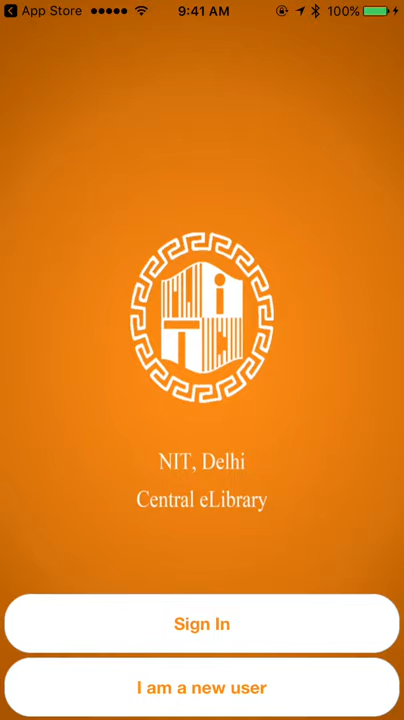 App Store 9:41 AM 100%
NIT, Delhi
Central eLibrary
Sign In
I am a new user